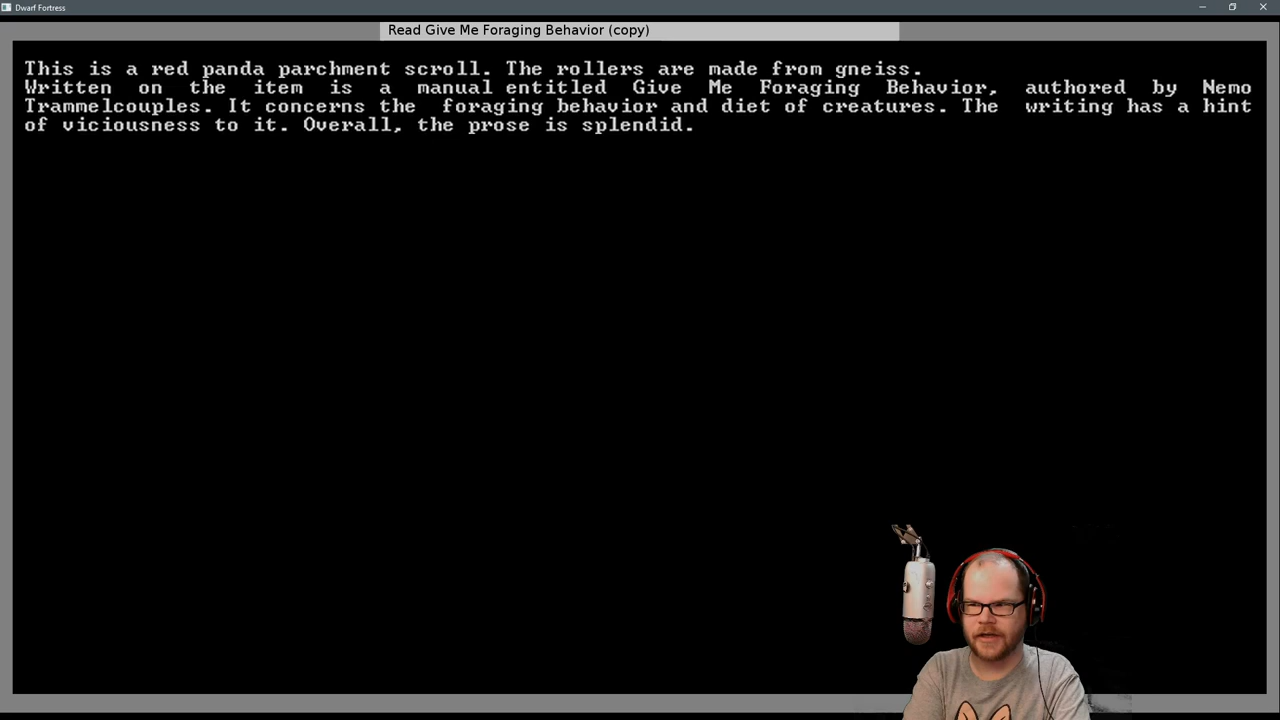 Dwarf Fortress
Read Give Me Foraging Behavior (copy)
This is a red panda parchment scroll. The rollers are made from gneiss.
Written on the item is a manual entitled Give Me Foraging Behavior, authored by Nemo
Trammelcouples. It concerns the foraging behavior and diet of creatures. The writing has a hint
of viciousness to it. Overall, the prose is splendid.